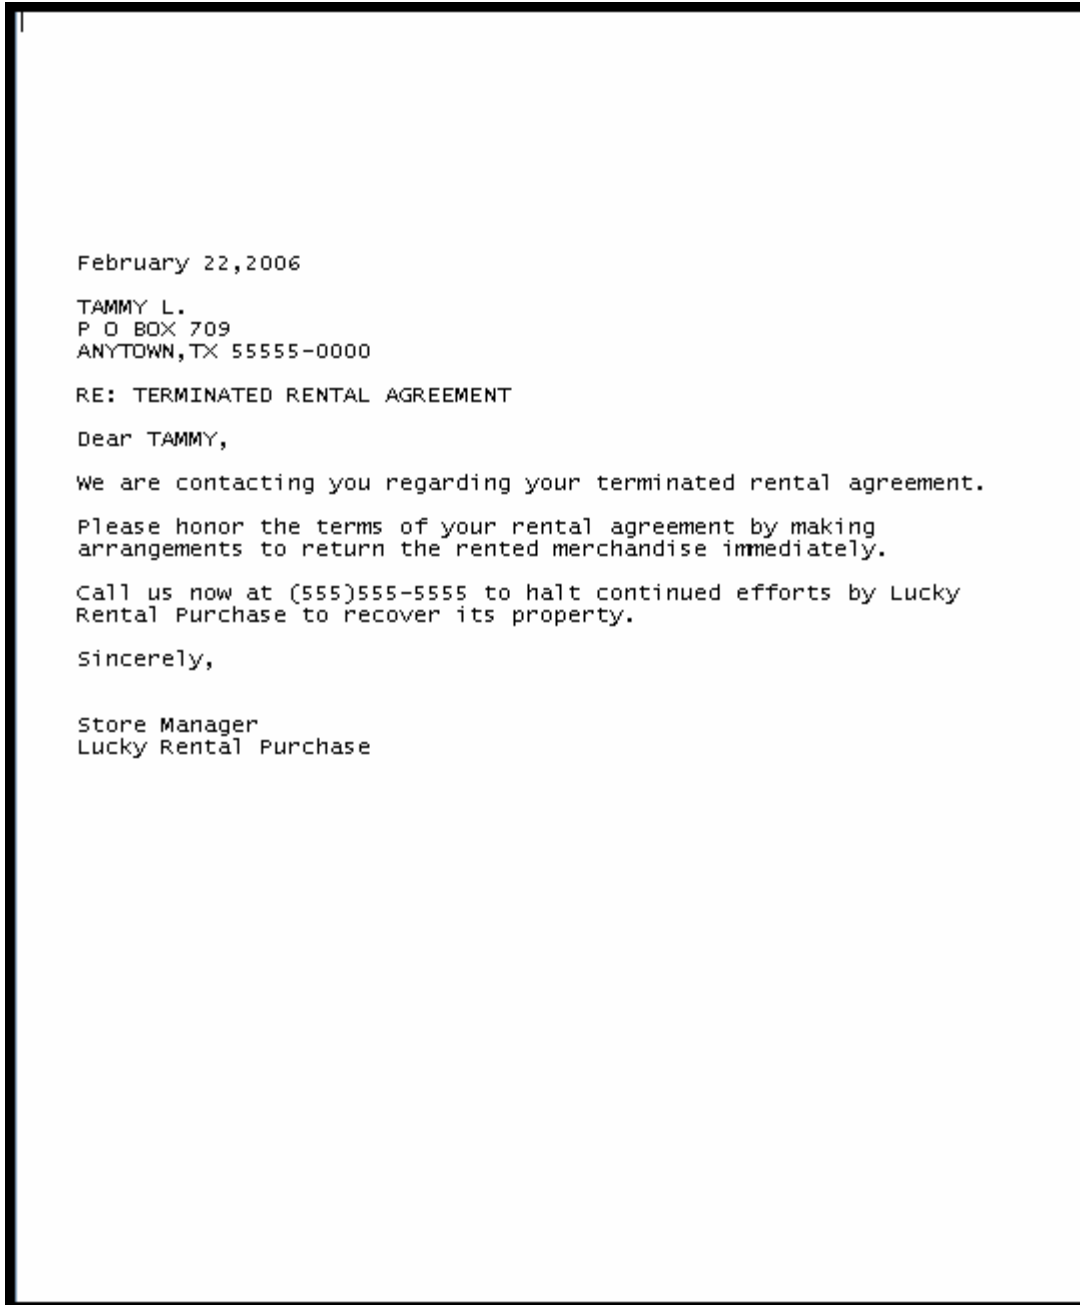 February 22,2006
TAMMY L.
P O BOX 709
ANYTOWN,TX 55555-0000
RE: TERMINATED RENTAL AGREEMENT
Dear TAMMY,
We are contacting you regarding your terminated rental agreement.
Please honor the terms of your rental agreement by making
arrangements to return the rented merchandise immediately.
Call us now at (555)555-5555 to halt continued efforts by Lucky
Rental Purchase to recover its property.
Sincerely,
Store Manager
Lucky Rental Purchase